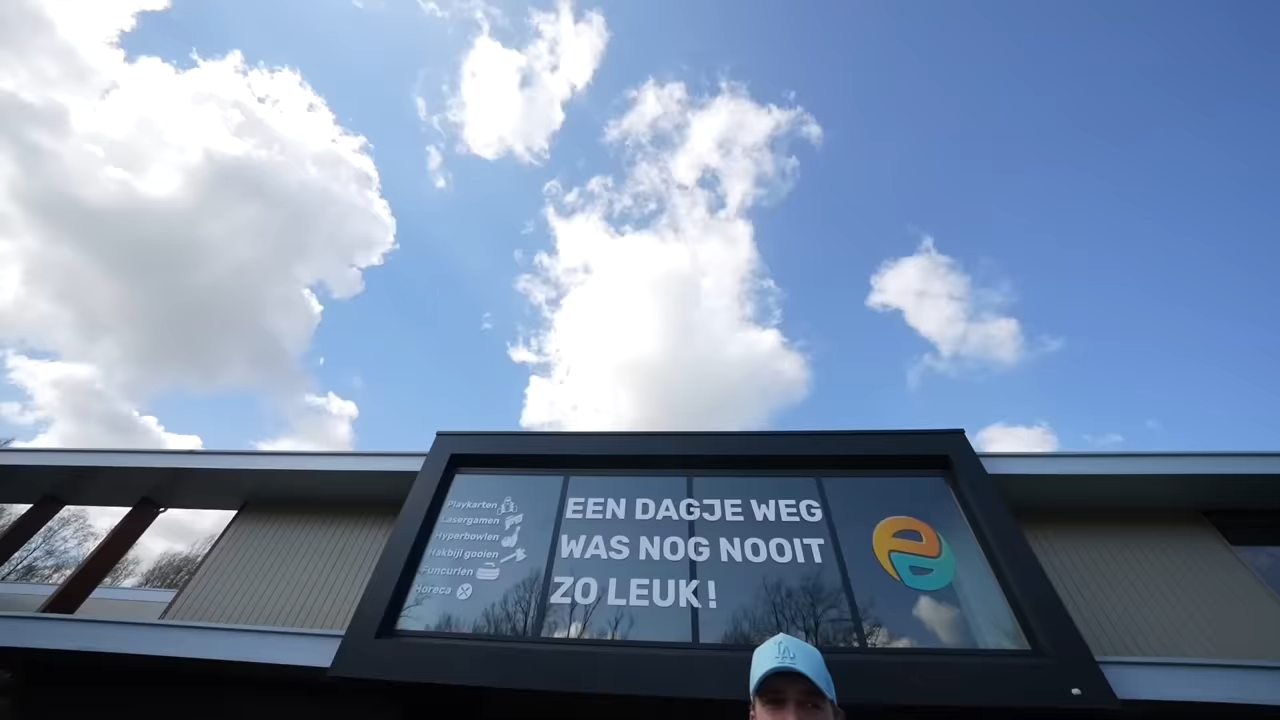 Playkarten
Lasergamen
Hyperbowlen
Hakbijl gooien
Funcurlen
Horeca
EEN DAGJE WEG
WAS NOG NOOIT
ZO LEUK!
e
LA